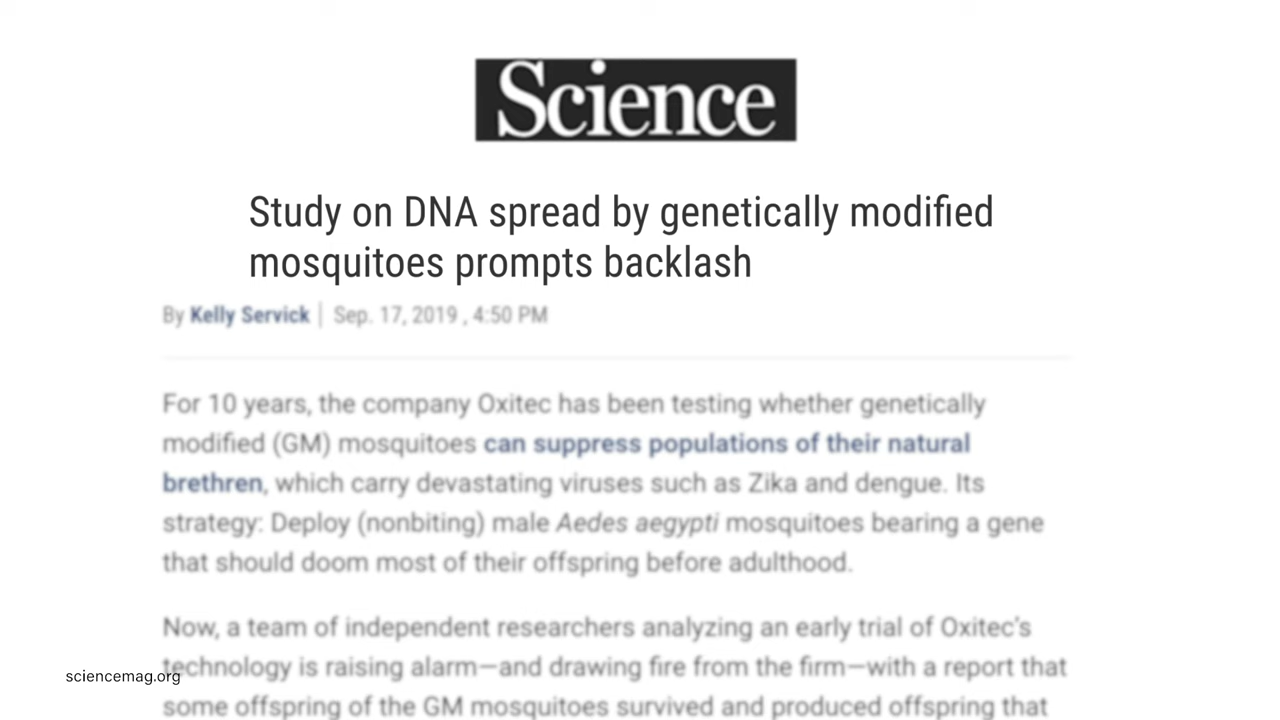 Science
Study on DNA spread by genetically modified
mosquitoes prompts backlash
By Kelly Servick | Sep. 17, 2019 , 4:50 PM
For 10 years, the company Oxitec has been testing whether genetically
modified (GM) mosquitoes can suppress populations of their natural
brethren, which carry devastating viruses such as Zika and dengue. Its
strategy: Deploy (nonbiting) male Aedes aegypti mosquitoes bearing a gene
that should doom most of their offspring before adulthood.
Now, a team of independent researchers analyzing an early trial of Oxitec’s
technology is raising alarm—and drawing fire from the firm—with a report that
sciencemag.org
some offspring of the GM mosquitoes survived and produced offspring that